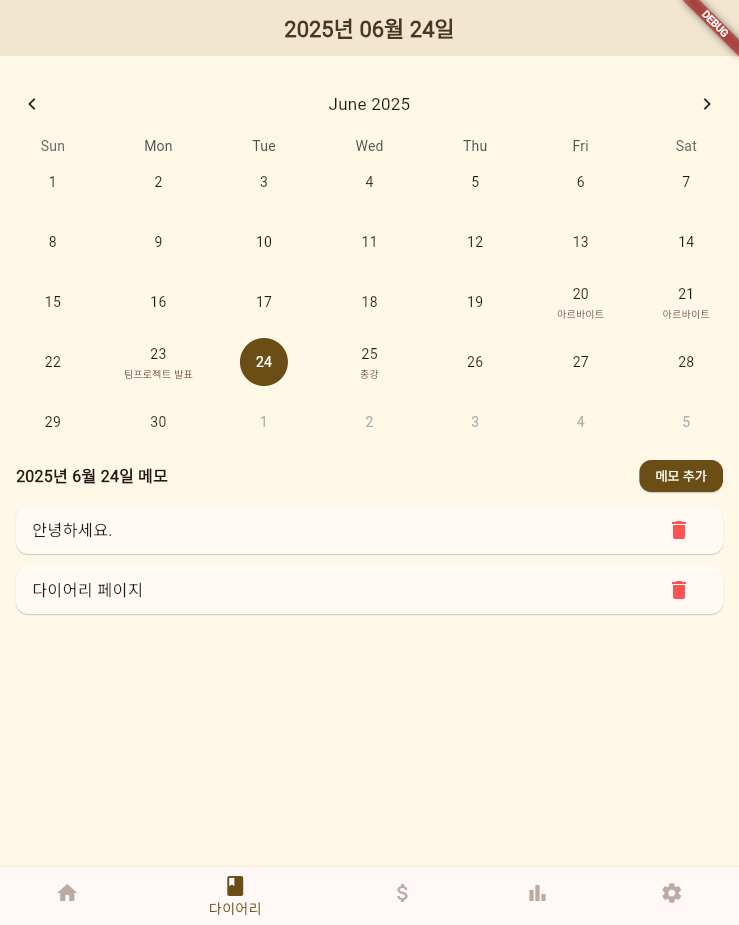 2025년 06월 24일
DEBUG
June 2025
Sun Mon Tue Wed Thu Fri Sat
1 2 3 4 5 6 7
8 9 10 11 12 13 14
15 16 17 18 19 20 21
아르바이트 아르바이트
22 23 24 25 26 27 28
팀프로젝트 발표 종강
29 30 1 2 3 4 5
2025년 6월 24일 메모 메모 추가
안녕하세요.
다이어리 페이지
다이어리